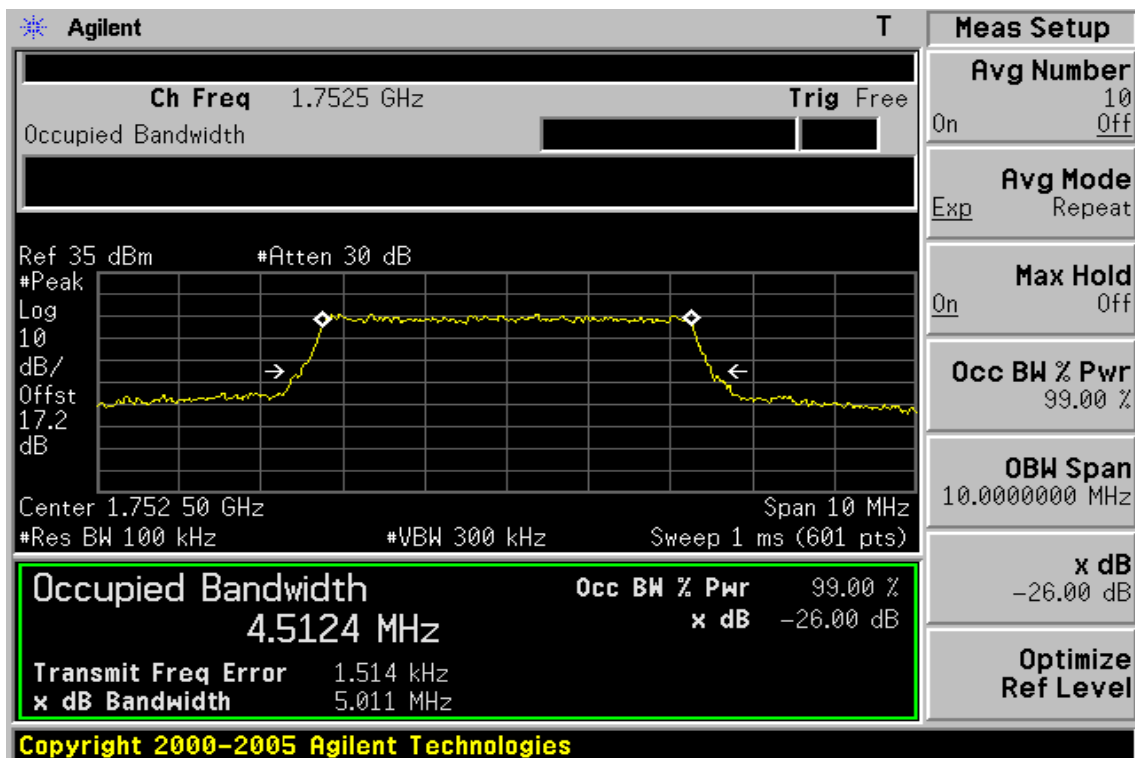 Agilent T
Ch Freq 1.7525 GHz Trig Free
Occupied Bandwidth
Ref 35 dBm #Atten 30 dB
#Peak
Log
10
dB/
Offst
17.2
dB
Center 1.752 50 GHz Span 10 MHz
#Res BW 100 kHz #VBW 300 kHz Sweep 1 ms (601 pts)
Occupied Bandwidth
4.5124 MHz
Occ BW % Pwr 99.00 %
x dB -26.00 dB
Transmit Freq Error 1.514 kHz
x dB Bandwidth 5.011 MHz
Copyright 2000-2005 Agilent Technologies
Meas Setup
Avg Number
10
On Off
Avg Mode
Exp Repeat
Max Hold
On Off
Occ BW % Pwr
99.00 %
OBW Span
10.0000000 MHz
x dB
-26.00 dB
Optimize
Ref Level